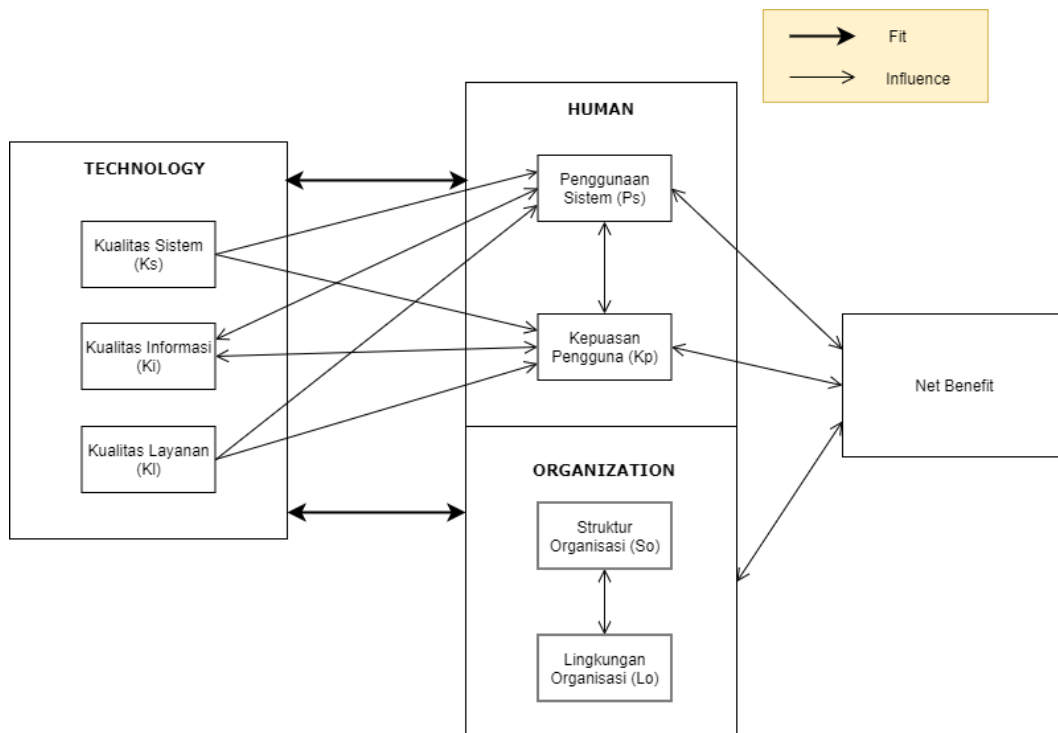 Fit
Influence
TECHNOLOGY
Kualitas Sistem
(Ks)
Kualitas Informasi
(Ki)
Kualitas Layanan
(Kl)
HUMAN
Penggunaan
Sistem (Ps)
Kepuasan
Pengguna (Kp)
ORGANIZATION
Struktur
Organisasi (So)
Lingkungan
Organisasi (Lo)
Net Benefit